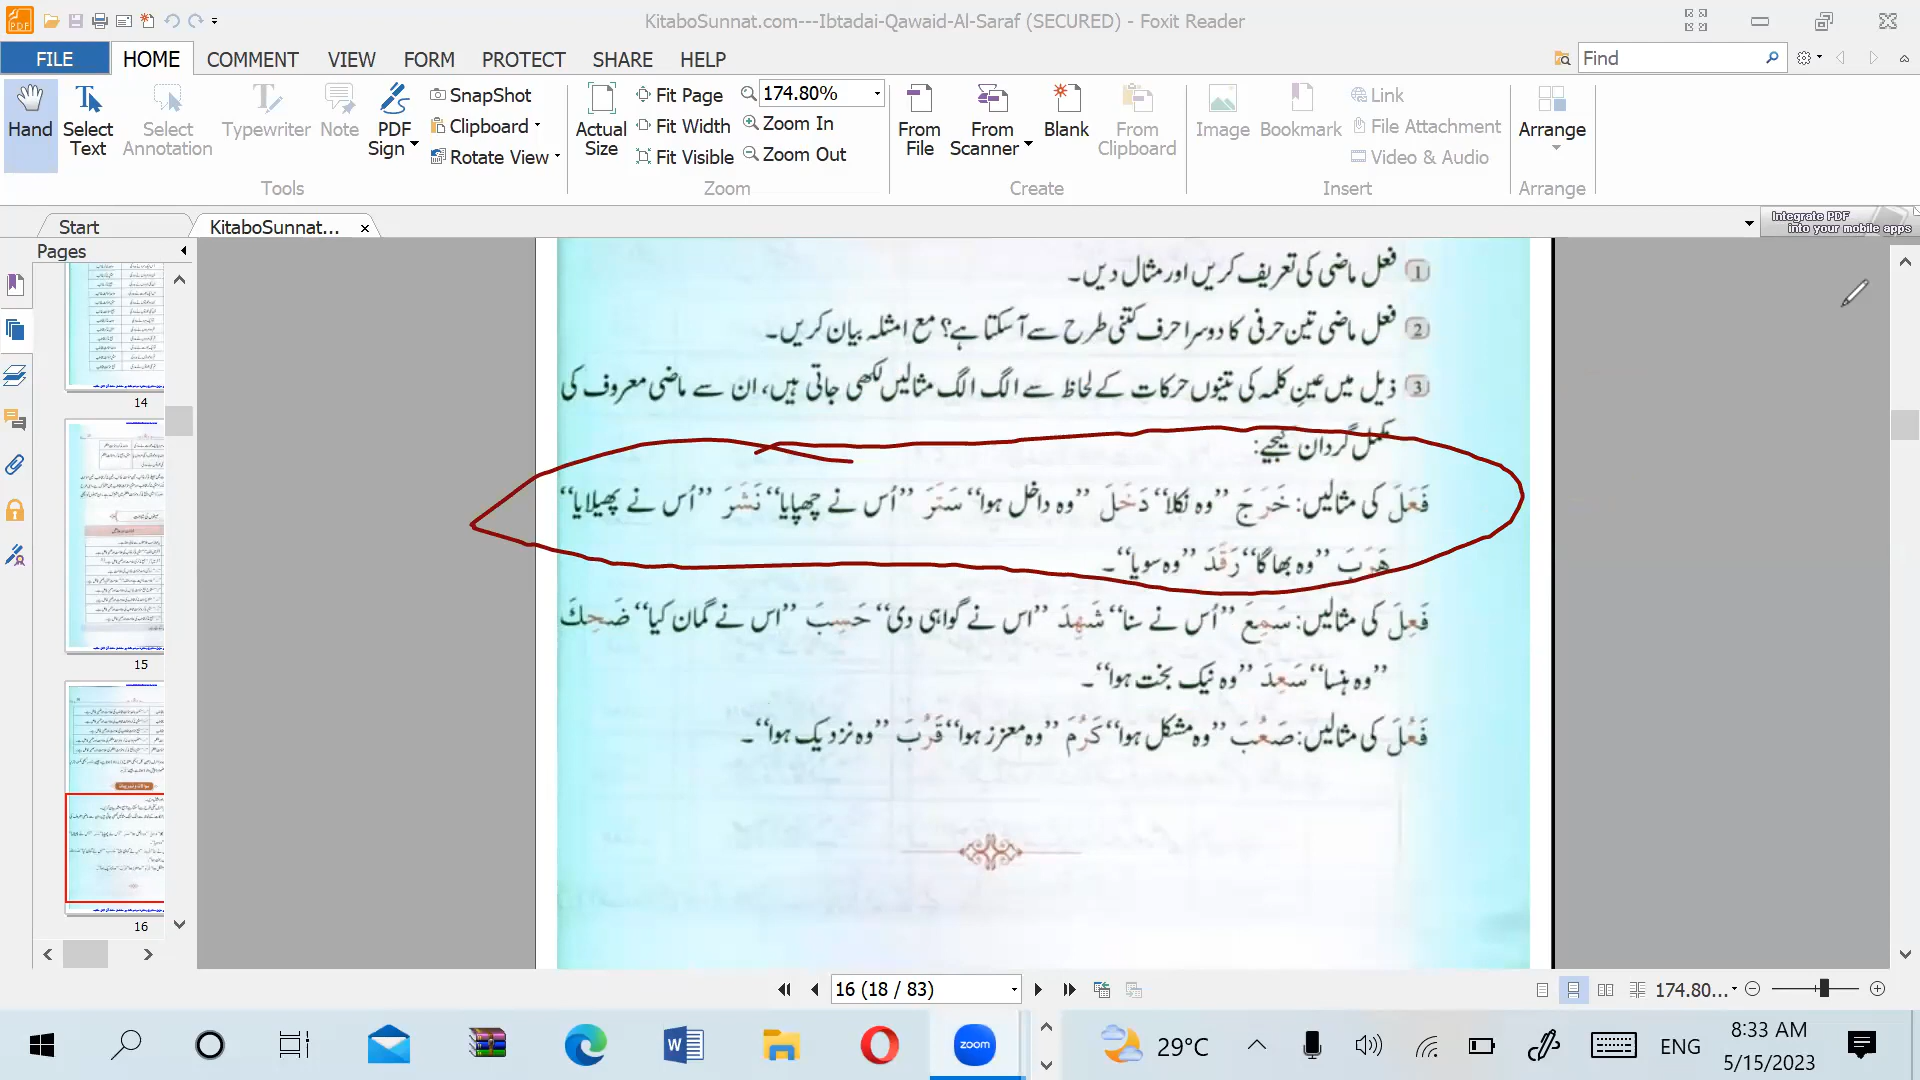 KitaboSunnat.com---Ibtadai-Qawaid-Al-Saraf (SECURED) - Foxit Reader
FILE HOME COMMENT VIEW FORM PROTECT SHARE HELP
Find
Hand
Select Text
Select Annotation
Typewriter
Note
PDF Sign
SnapShot
Clipboard
Rotate View
Tools
Actual Size
Fit Page
Fit Width
Fit Visible
174.80%
Zoom In
Zoom Out
Zoom
From File
From Scanner
Blank
From Clipboard
Create
Image
Bookmark
Link
File Attachment
Video & Audio
Insert
Arrange
Arrange
Start
KitaboSunnat...
Integrate PDF
into your mobile apps
Pages
14
15
16
1 فعل ماضی کی تعریف کریں اور مثال دیں۔
2 فعل ماضی تین حرفی کا دوسرا حرف کتنی طرح سے آ سکتا ہے؟ مع امثلہ بیان کریں۔
3 ذیل میں عینِ کلمہ کی تینوں حرکات کے لحاظ سے الگ الگ مثالیں لکھی جاتی ہیں، ان سے ماضی معروف کی
مکمل گردان کیجیے:
فَعَلَ کی مثالیں: خَرَجَ ’’وہ نکلا‘‘ دَخَلَ ’’وہ داخل ہوا‘‘ سَتَرَ ’’اُس نے چھپایا‘‘ نَشَرَ ’’اُس نے پھیلایا‘‘
هَرَبَ ’’وہ بھاگا‘‘ رَقَدَ ’’وہ سویا‘‘۔
فَعِلَ کی مثالیں: سَمِعَ ’’اُس نے سنا‘‘ شَهِدَ ’’اس نے گواہی دی‘‘ حَسِبَ ’’اس نے گمان کیا‘‘ ضَحِكَ
’’وہ ہنسا‘‘ سَعِدَ ’’وہ نیک بخت ہوا‘‘۔
فَعُلَ کی مثالیں: صَعُبَ ’’وہ مشکل ہوا‘‘ كَرُمَ ’’وہ معزز ہوا‘‘ قَرُبَ ’’وہ نزدیک ہوا‘‘۔
16 (18 / 83)
174.80...
zoom
29°C
ENG
8:33 AM
5/15/2023